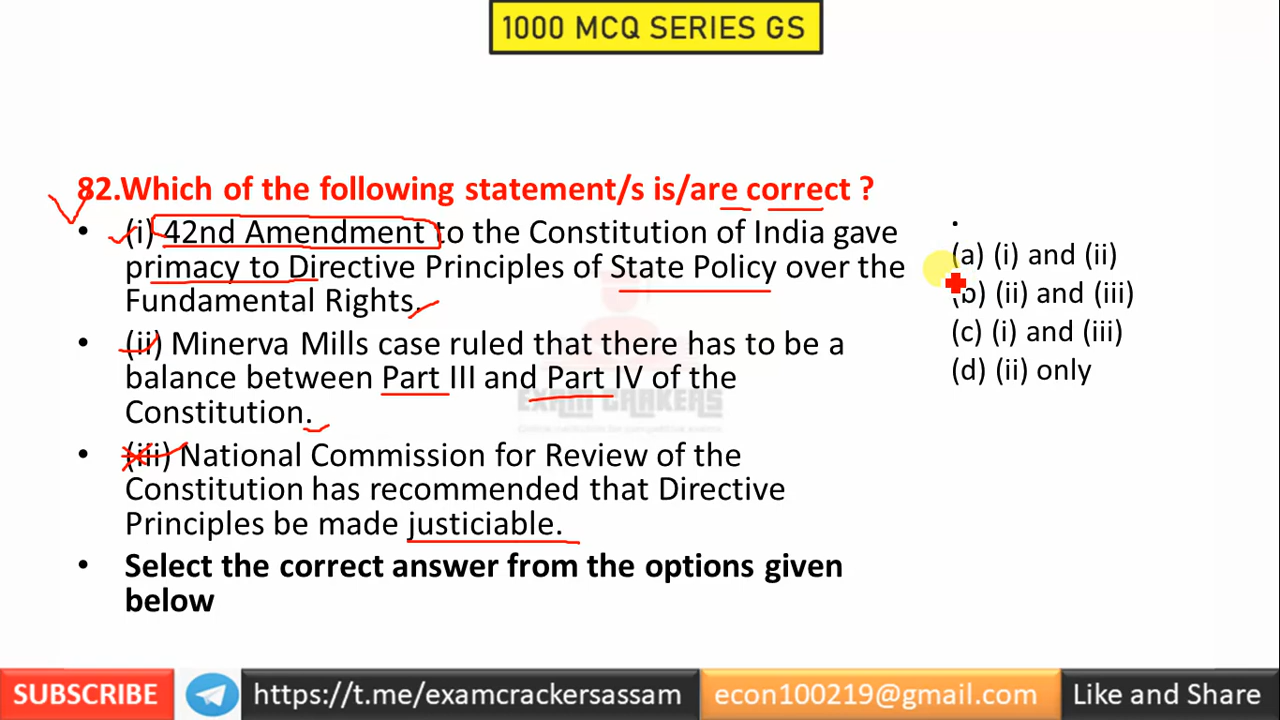 1000 MCQ SERIES GS
82.Which of the following statement/s is/are correct ?
• (i) 42nd Amendment to the Constitution of India gave
primacy to Directive Principles of State Policy over the
Fundamental Rights.
• (ii) Minerva Mills case ruled that there has to be a
balance between Part III and Part IV of the
Constitution.
• (iii) National Commission for Review of the
Constitution has recommended that Directive
Principles be made justiciable.
• Select the correct answer from the options given
below
.
(a) (i) and (ii)
(b) (ii) and (iii)
(c) (i) and (iii)
(d) (ii) only
EXAM CRAKERS
SUBSCRIBE
https://t.me/examcrackersassam
econ100219@gmail.com
Like and Share